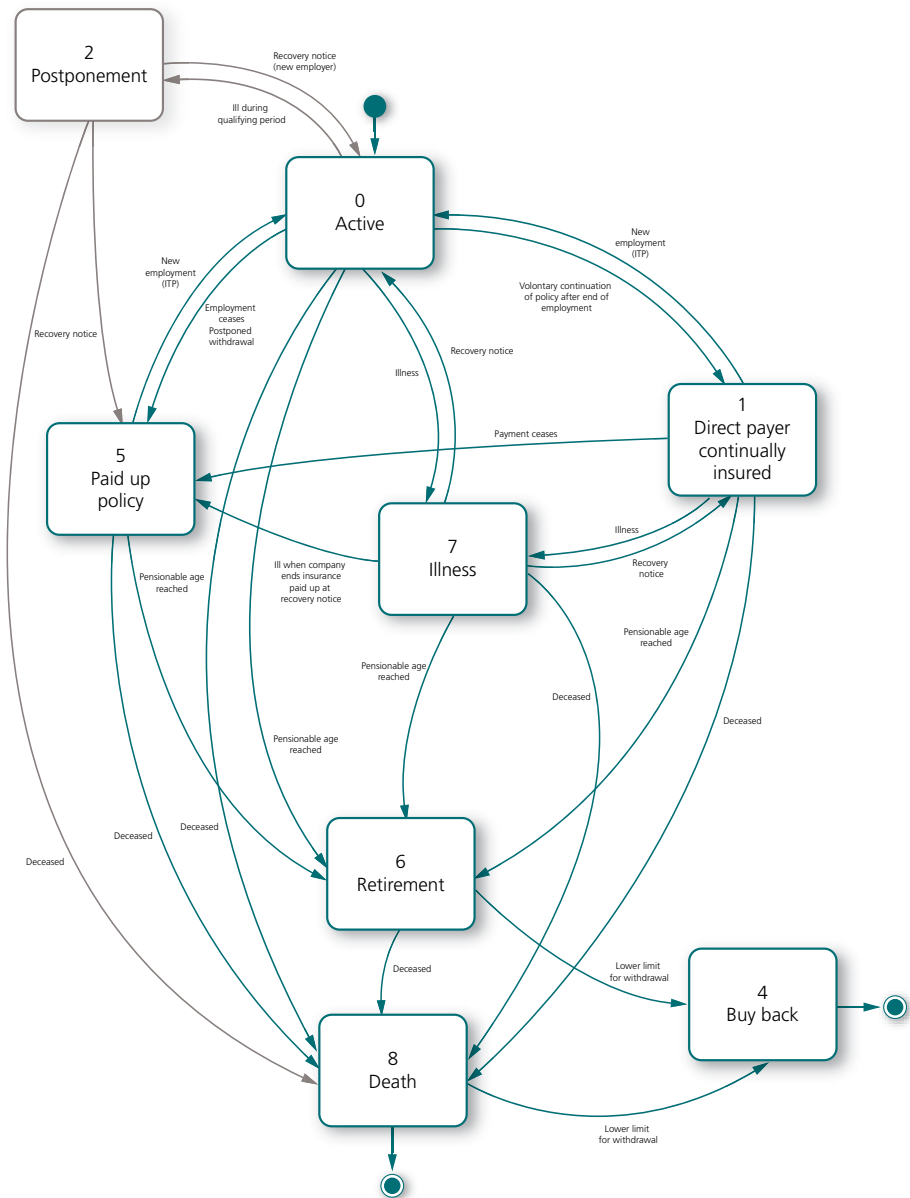 2
Postponement
Recovery notice
(new employer)
Ill during
qualifying period
0
Active
New
employment
(ITP)
Employment
ceases
Postponed
withdrawal
New
employment
(ITP)
Volontary continuation
of policy after end of
employment
Recovery notice
Illness
Recovery notice
1
Direct payer
continually
insured
Payment ceases
5
Paid up
policy
7
Illness
Illness
Recovery
notice
Ill when company
ends insurance
paid up at
recovery notice
Pensionable age
reached
Pensionable age
reached
Pensionable age
reached
Deceased
Deceased
Pensionable age
reached
6
Retirement
Deceased
Deceased
Deceased
Deceased
Lower limit
for withdrawal
4
Buy back
8
Death
Lower limit
for withdrawal